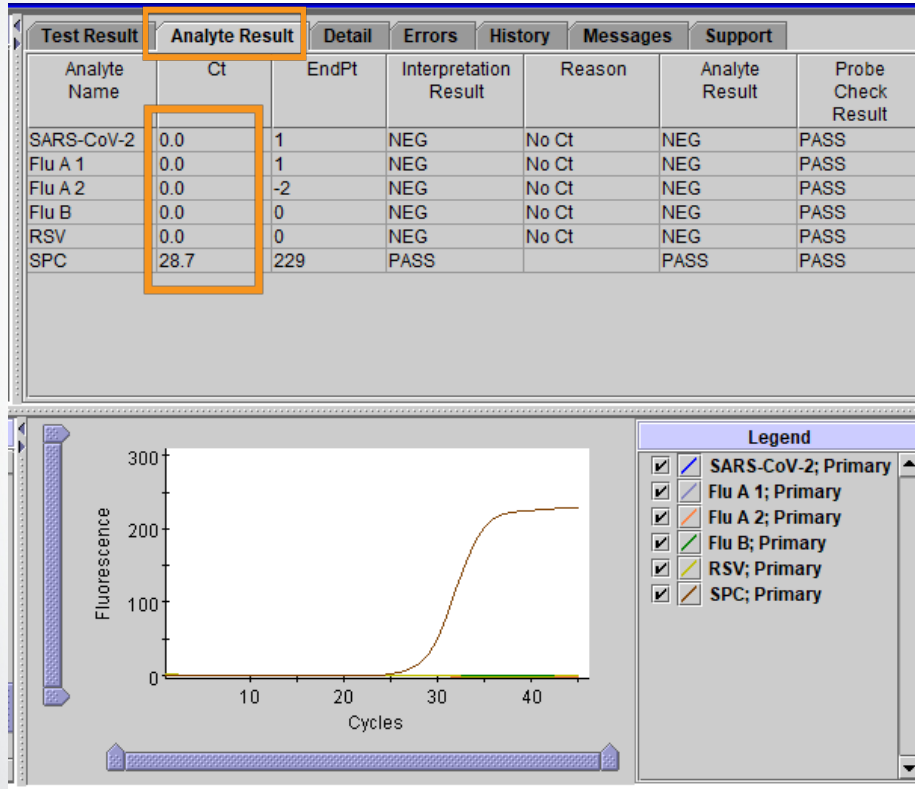 Test Result Analyte Result Detail Errors History Messages Support
Analyte Name Ct EndPt Interpretation Result Reason Analyte Result Probe Check Result
SARS-CoV-2 0.0 1 NEG No Ct NEG PASS
Flu A 1 0.0 1 NEG No Ct NEG PASS
Flu A 2 0.0 -2 NEG No Ct NEG PASS
Flu B 0.0 0 NEG No Ct NEG PASS
RSV 0.0 0 NEG No Ct NEG PASS
SPC 28.7 229 PASS PASS PASS
300
200
100
0
Fluorescence
10 20 30 40
Cycles
Legend
SARS-CoV-2; Primary
Flu A 1; Primary
Flu A 2; Primary
Flu B; Primary
RSV; Primary
SPC; Primary